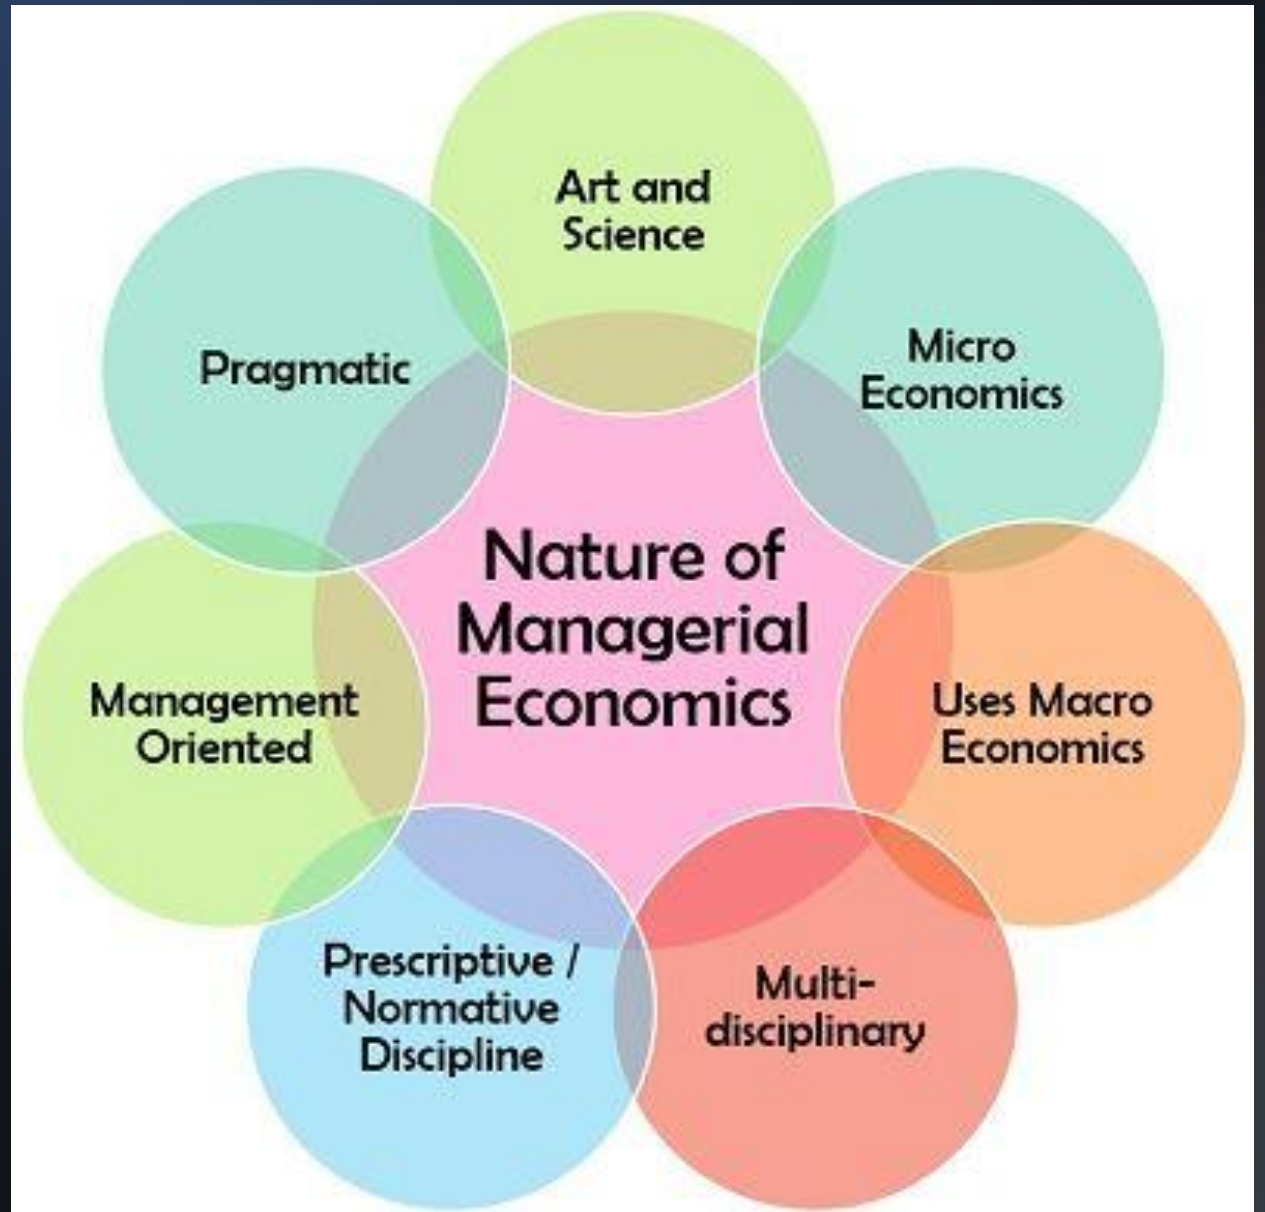 Art and
Science
Micro
Economics
Uses Macro
Economics
Multi-
disciplinary
Prescriptive /
Normative
Discipline
Management
Oriented
Pragmatic
Nature of
Managerial
Economics